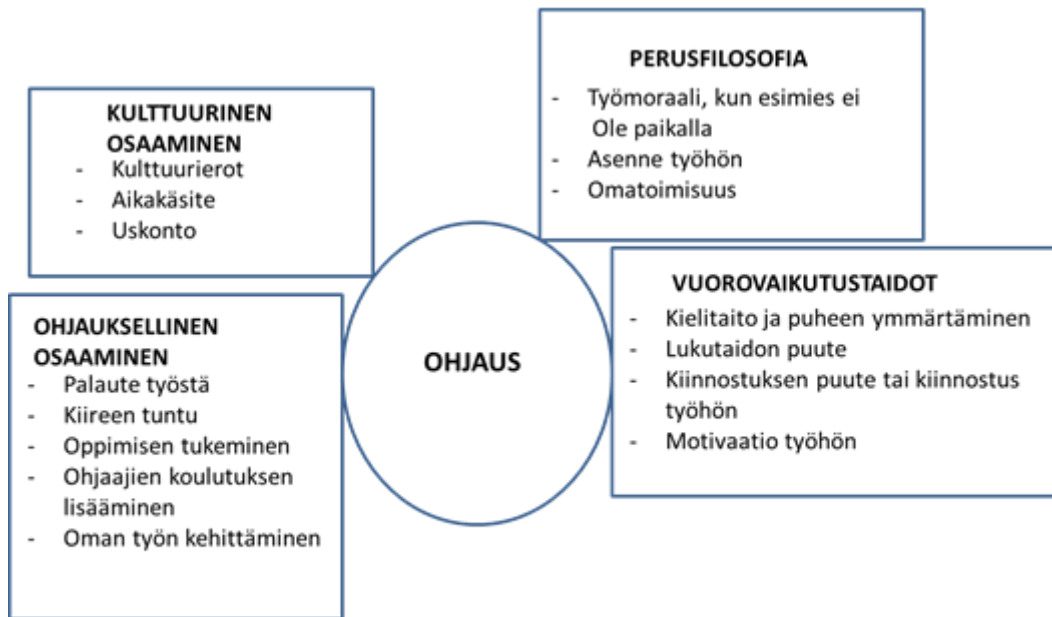 KULTTUURINEN
OSAAMINEN
- Kulttuurierot
- Aikakäsite
- Uskonto
PERUSFILOSOFIA
- Työmoraali, kun esimies ei
Ole paikalla
- Asenne työhön
- Omatoimisuus
OHJAUKSELLINEN
OSAAMINEN
- Palaute työstä
- Kiireen tuntu
- Oppimisen tukeminen
- Ohjaajien koulutuksen
lisääminen
- Oman työn kehittäminen
OHJAUS
VUOROVAIKUTUSTAIDOT
- Kielitaito ja puheen ymmärtäminen
- Lukutaidon puute
- Kiinnostuksen puute tai kiinnostus
työhön
- Motivaatio työhön